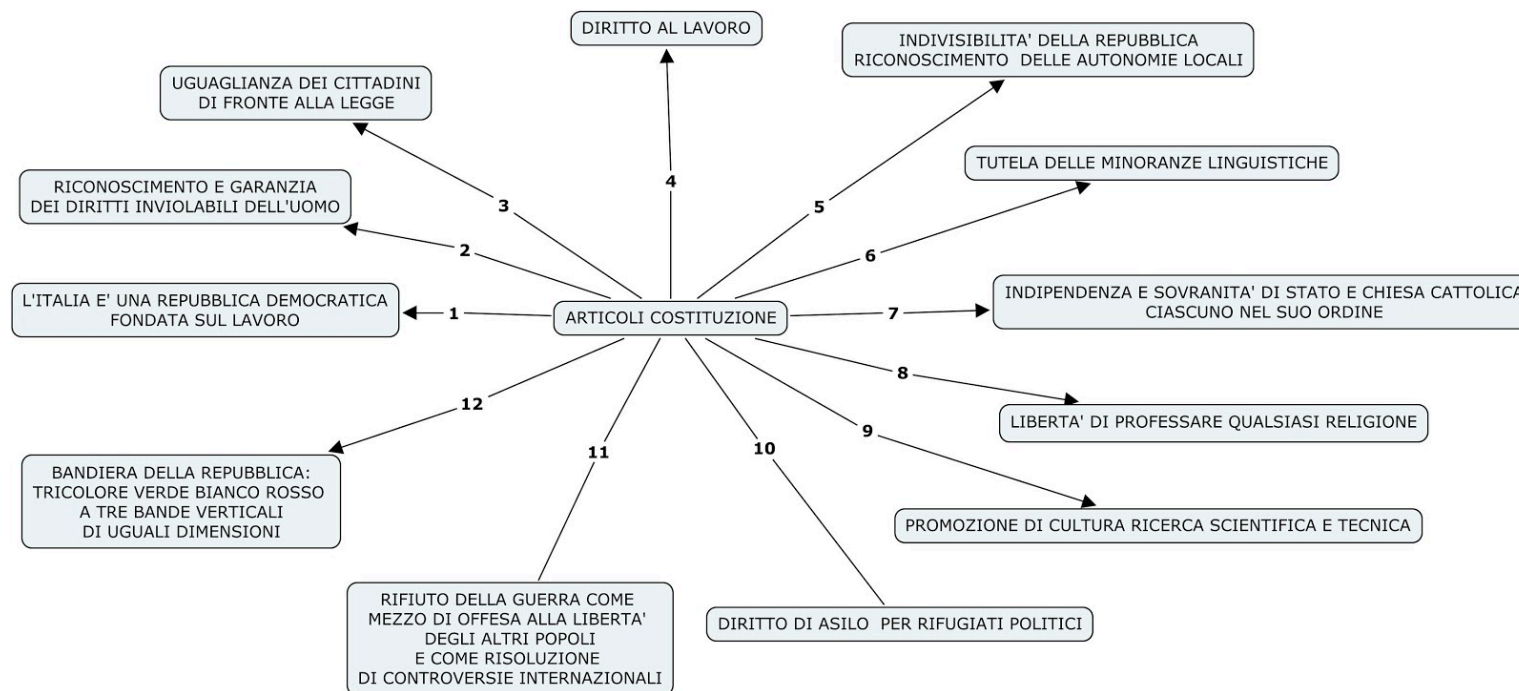 DIRITTO AL LAVORO
INDIVISIBILITA' DELLA REPUBBLICA
RICONOSCIMENTO DELLE AUTONOMIE LOCALI
UGUAGLIANZA DEI CITTADINI
DI FRONTE ALLA LEGGE
TUTELA DELLE MINORANZE LINGUISTICHE
RICONOSCIMENTO E GARANZIA
DEI DIRITTI INVIOLABILI DELL'UOMO
4
3
5
2
6
L'ITALIA E' UNA REPUBBLICA DEMOCRATICA
FONDATA SUL LAVORO
1
ARTICOLI COSTITUZIONE
7
INDIPENDENZA E SOVRANITA' DI STATO E CHIESA CATTOLICA
CIASCUNO NEL SUO ORDINE
8
12
LIBERTA' DI PROFESSARE QUALSIASI RELIGIONE
9
11
10
BANDIERA DELLA REPUBBLICA:
TRICOLORE VERDE BIANCO ROSSO
A TRE BANDE VERTICALI
DI UGUALI DIMENSIONI
PROMOZIONE DI CULTURA RICERCA SCIENTIFICA E TECNICA
RIFIUTO DELLA GUERRA COME
MEZZO DI OFFESA ALLA LIBERTA'
DEGLI ALTRI POPOLI
E COME RISOLUZIONE
DI CONTROVERSIE INTERNAZIONALI
DIRITTO DI ASILO PER RIFUGIATI POLITICI